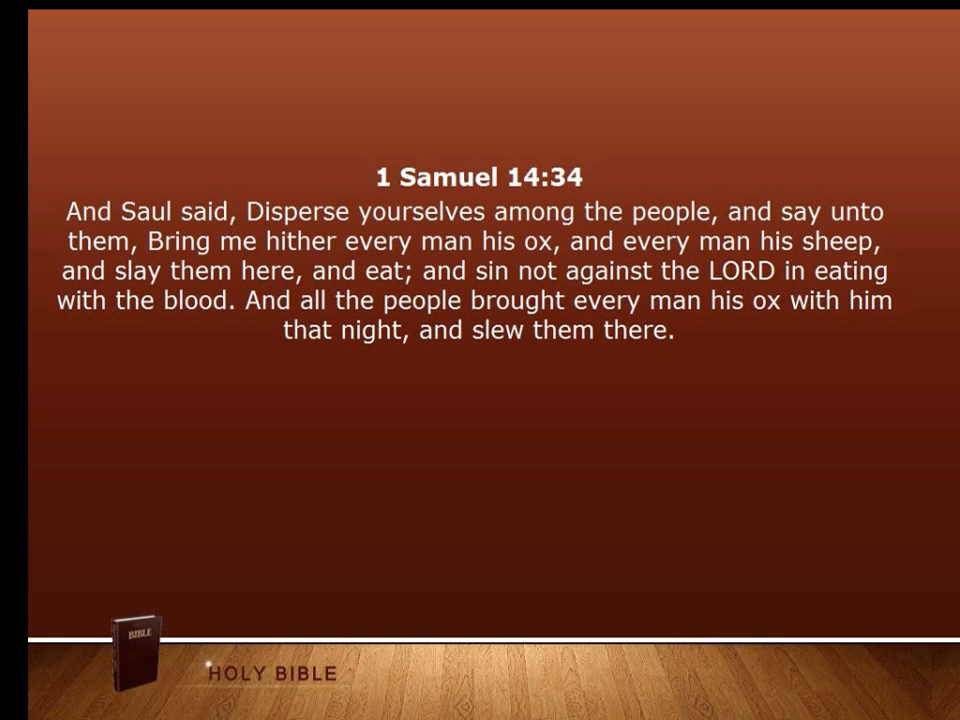 1 Samuel 14:34
And Saul said, Disperse yourselves among the people, and say unto
them, Bring me hither every man his ox, and every man his sheep,
and slay them here, and eat; and sin not against the LORD in eating
with the blood. And all the people brought every man his ox with him
that night, and slew them there.
BIBLE
HOLY BIBLE